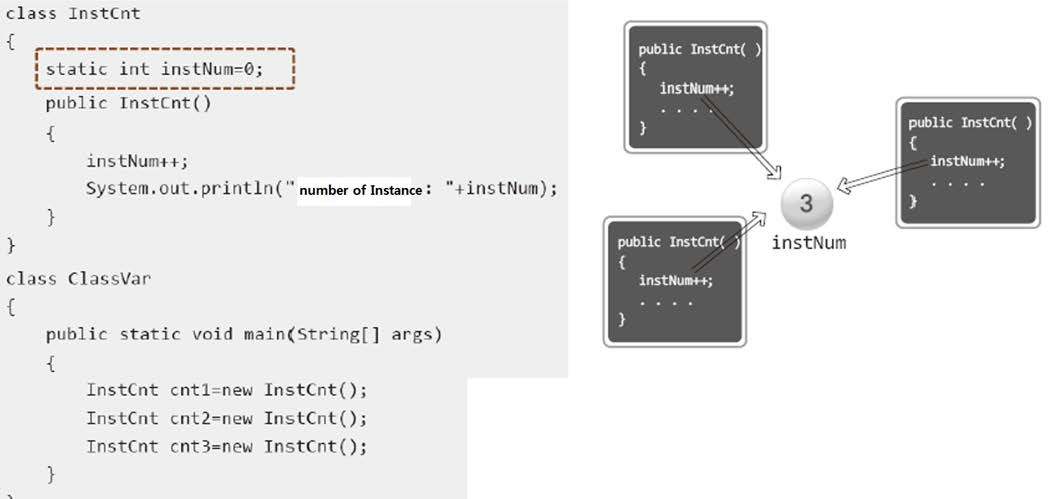 class InstCnt
{
static int instNum=0;
public InstCnt()
{
instNum++;
System.out.println("number of Instance: "+instNum);
}
}
class ClassVar
{
public static void main(String[] args)
{
InstCnt cnt1=new InstCnt();
InstCnt cnt2=new InstCnt();
InstCnt cnt3=new InstCnt();
}
}
public InstCnt( )
{
instNum++;
. . . .
}
public InstCnt( )
{
instNum++;
. . . .
}
3
instNum
public InstCnt( )
{
instNum++;
. . . .
}